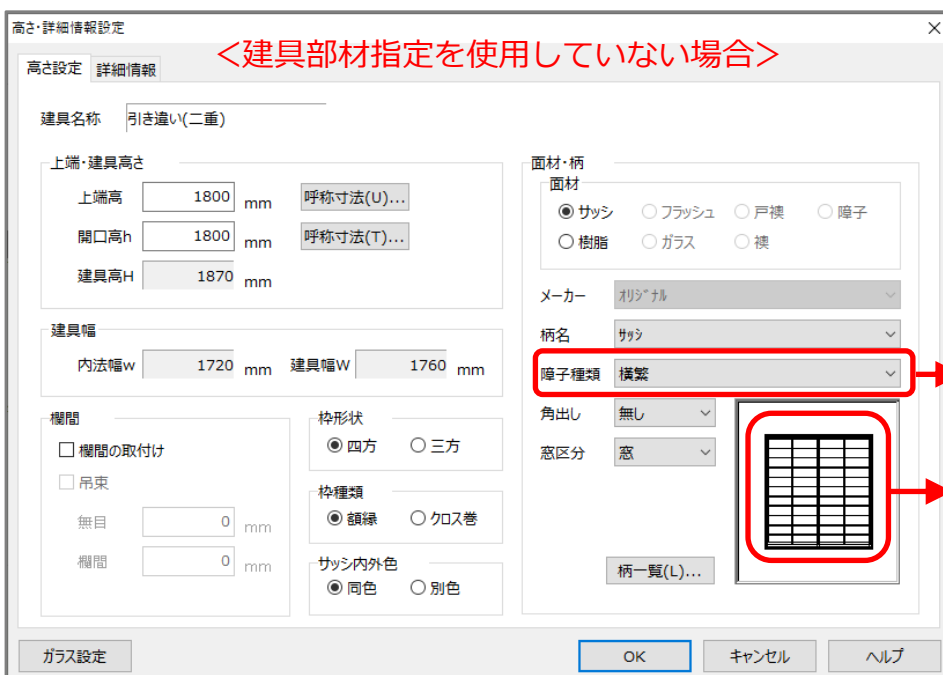 高さ・詳細情報設定
<建具部材指定を使用していない場合>
高さ設定 詳細情報
建具名称 引き違い(二重)
上端・建具高さ
上端高 1800 mm 呼称寸法(U)...
開口高h 1800 mm 呼称寸法(T)...
建具高H 1870 mm
建具幅
内法幅w 1720 mm 建具幅W 1760 mm
欄間
欄間の取付け
吊束
無目 0 mm
欄間 0 mm
枠形状
四方 三方
枠種類
額縁 クロス巻
サッシ内外色
同色 別色
面材・柄
面材
サッシ フラッシュ 戸襖 障子
樹脂 ガラス 襖
メーカー オリジナル
柄名 サッシ
障子種類 横繁
角出し 無し
窓区分 窓
柄一覧(L)...
ガラス設定 OK キャンセル ヘルプ